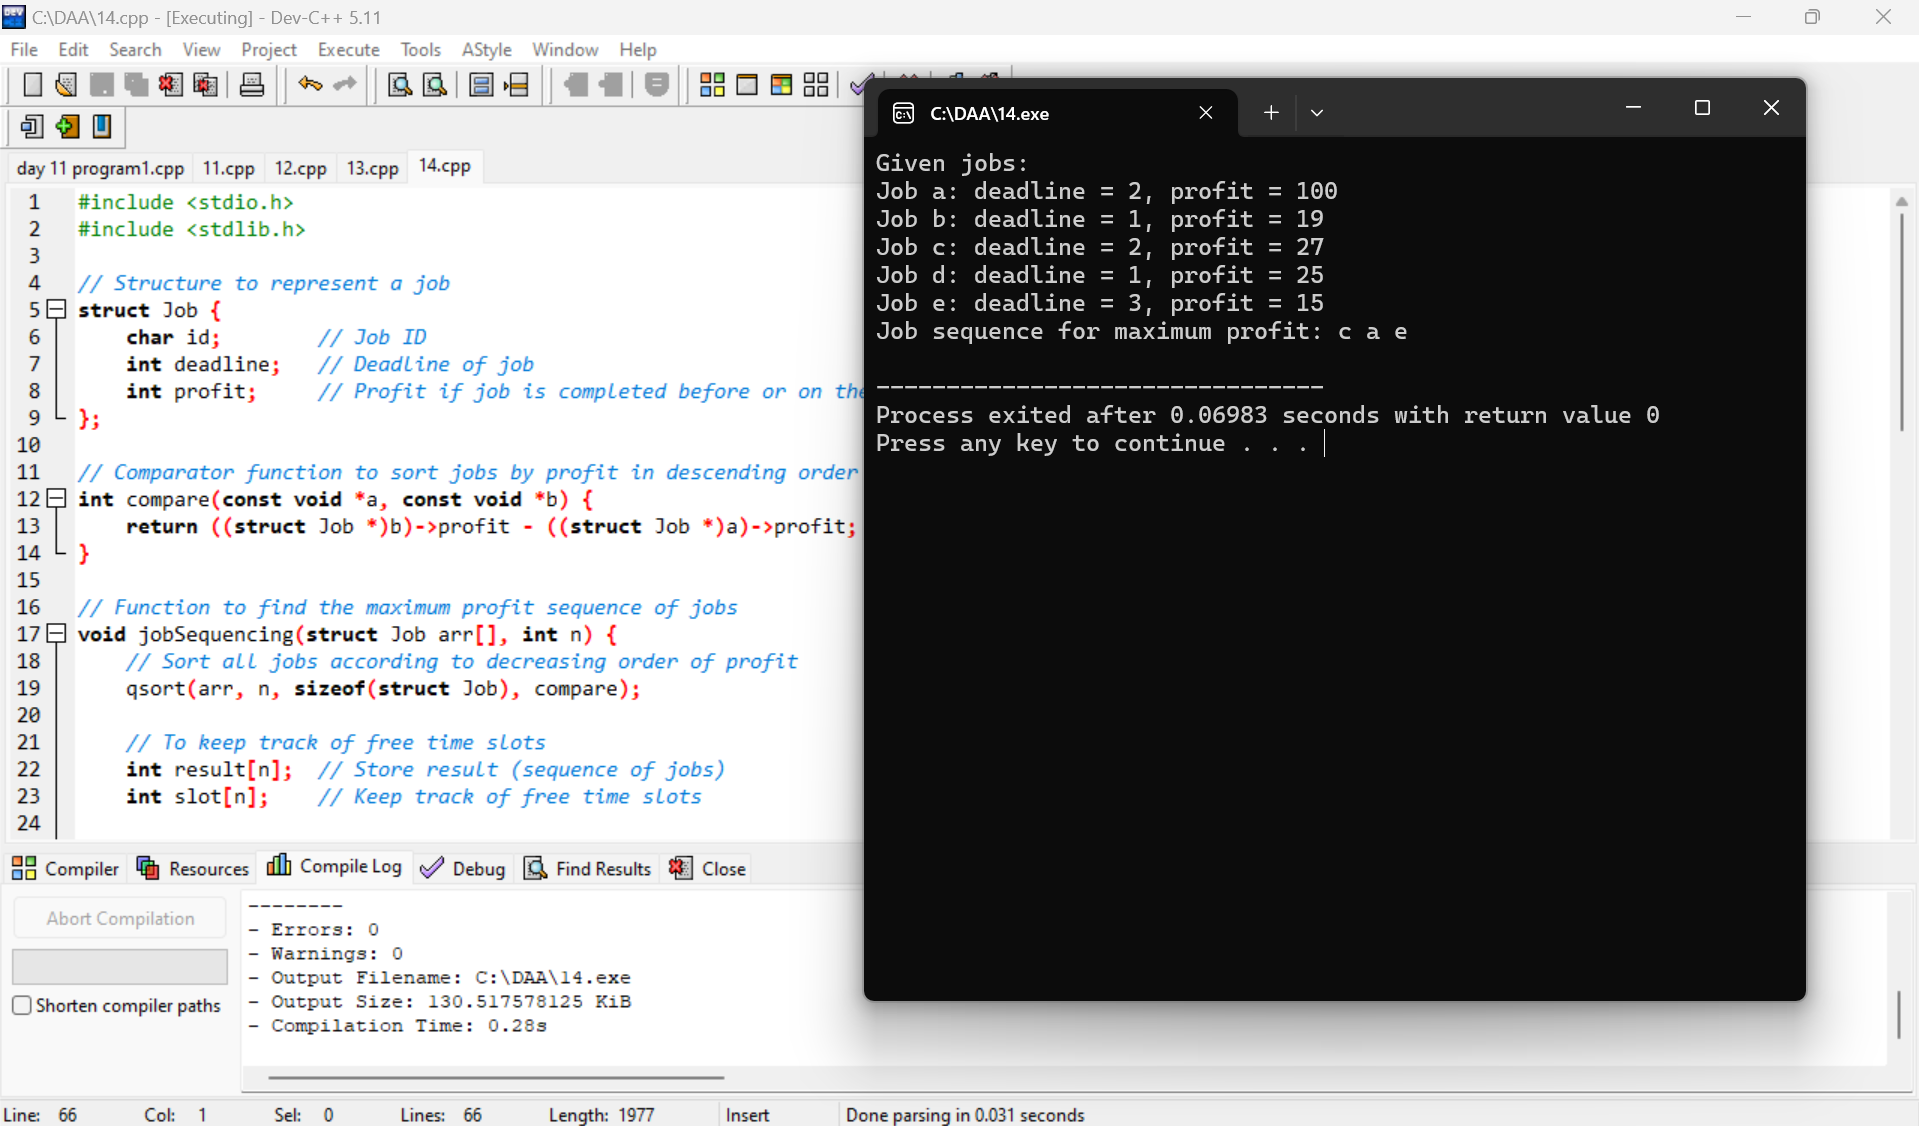 C:\DAA\14.cpp - [Executing] - Dev-C++ 5.11
File Edit Search View Project Execute Tools AStyle Window Help
day 11 program1.cpp 11.cpp 12.cpp 13.cpp 14.cpp
1 #include <stdio.h>
2 #include <stdlib.h>
3
4 // Structure to represent a job
5 struct Job {
6 char id; // Job ID
7 int deadline; // Deadline of job
8 int profit; // Profit if job is completed before or on the
9 };
10
11 // Comparator function to sort jobs by profit in descending order
12 int compare(const void *a, const void *b) {
13 return ((struct Job *)b)->profit - ((struct Job *)a)->profit;
14 }
15
16 // Function to find the maximum profit sequence of jobs
17 void jobSequencing(struct Job arr[], int n) {
18 // Sort all jobs according to decreasing order of profit
19 qsort(arr, n, sizeof(struct Job), compare);
20
21 // To keep track of free time slots
22 int result[n]; // Store result (sequence of jobs)
23 int slot[n]; // Keep track of free time slots
24
C:\DAA\14.exe
Given jobs:
Job a: deadline = 2, profit = 100
Job b: deadline = 1, profit = 19
Job c: deadline = 2, profit = 27
Job d: deadline = 1, profit = 25
Job e: deadline = 3, profit = 15
Job sequence for maximum profit: c a e
--------------------------------
Process exited after 0.06983 seconds with return value 0
Press any key to continue . . .
Compiler Resources Compile Log Debug Find Results Close
Abort Compilation
Shorten compiler paths
--------
- Errors: 0
- Warnings: 0
- Output Filename: C:\DAA\14.exe
- Output Size: 130.517578125 KiB
- Compilation Time: 0.28s
Line: 66 Col: 1 Sel: 0 Lines: 66 Length: 1977 Insert Done parsing in 0.031 seconds